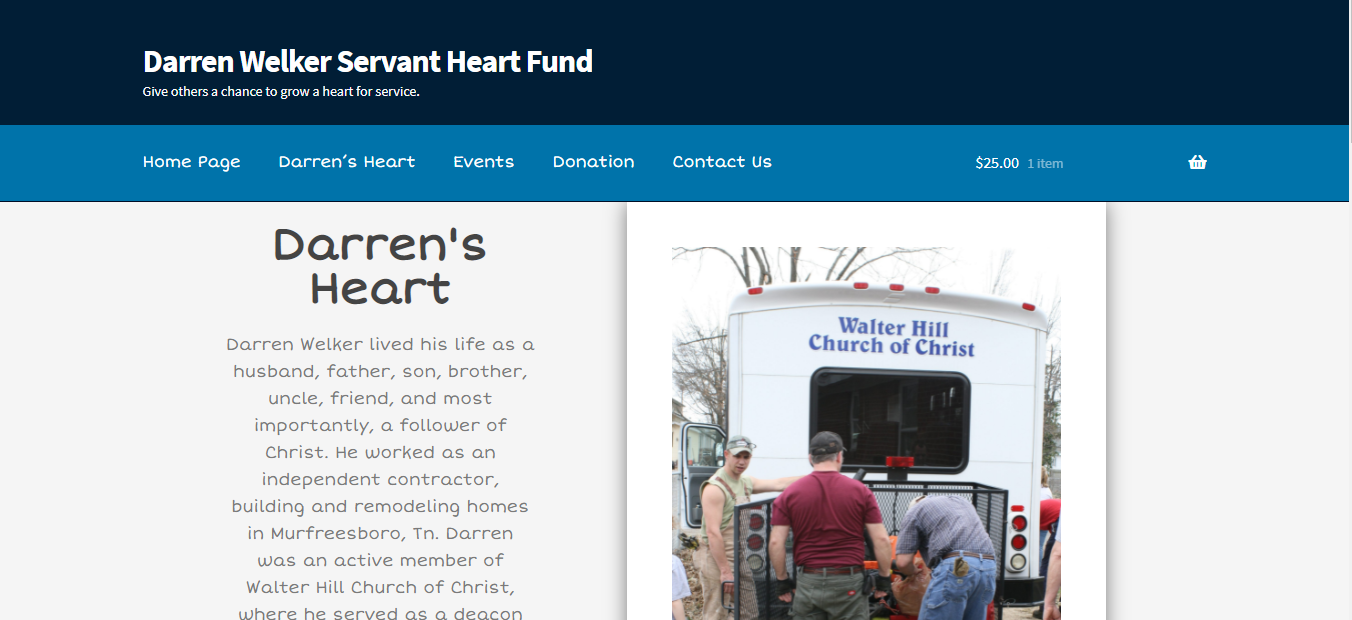 Darren Welker Servant Heart Fund
Give others a chance to grow a heart for service.
Home Page Darren's Heart Events Donation Contact Us $25.00 1 item
Darren's
Heart
Darren Welker lived his life as a
husband, father, son, brother,
uncle, friend, and most
importantly, a follower of
Christ. He worked as an
independent contractor,
building and remodeling homes
in Murfreesboro, Tn. Darren
was an active member of
Walter Hill Church of Christ,
where he served as a deacon
Walter Hill
Church of Christ